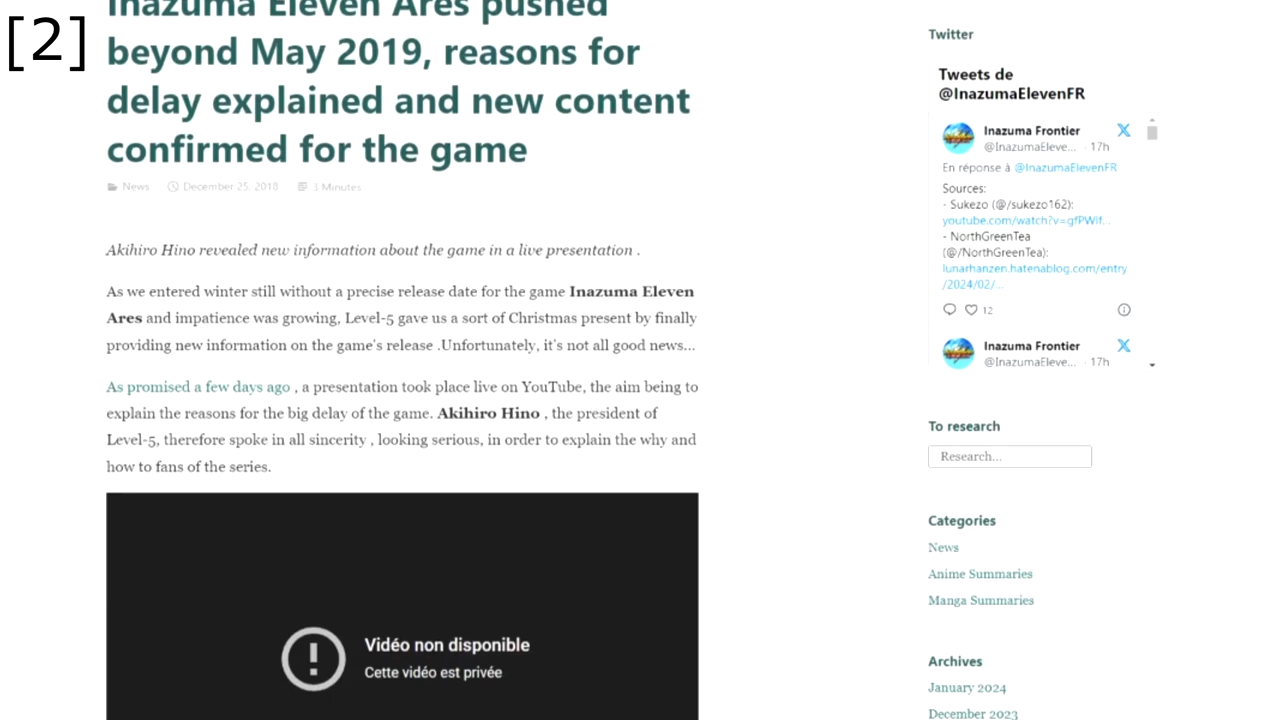 [2]
Inazuma Eleven Ares pushed
beyond May 2019, reasons for
delay explained and new content
confirmed for the game
News December 25, 2018 3 Minutes
Akihiro Hino revealed new information about the game in a live presentation .
As we entered winter still without a precise release date for the game Inazuma Eleven
Ares and impatience was growing, Level-5 gave us a sort of Christmas present by finally
providing new information on the game's release .Unfortunately, it's not all good news...
As promised a few days ago , a presentation took place live on YouTube, the aim being to
explain the reasons for the big delay of the game. Akihiro Hino , the president of
Level-5, therefore spoke in all sincerity , looking serious, in order to explain the why and
how to fans of the series.
Vidéo non disponible
Cette vidéo est privée
Twitter
Tweets de
@InazumaElevenFR
Inazuma Frontier
@InazumaEleve... · 17h
En réponse à @InazumaElevenFR
Sources:
- Sukezo (@/sukezo162):
youtube.com/watch?v=gfPWlf...
- NorthGreenTea
(@/NorthGreenTea):
lunarhanzen.hatenablog.com/entry
/2024/02/...
12
Inazuma Frontier
@InazumaEleve... · 17h
To research
Research...
Categories
News
Anime Summaries
Manga Summaries
Archives
January 2024
December 2023